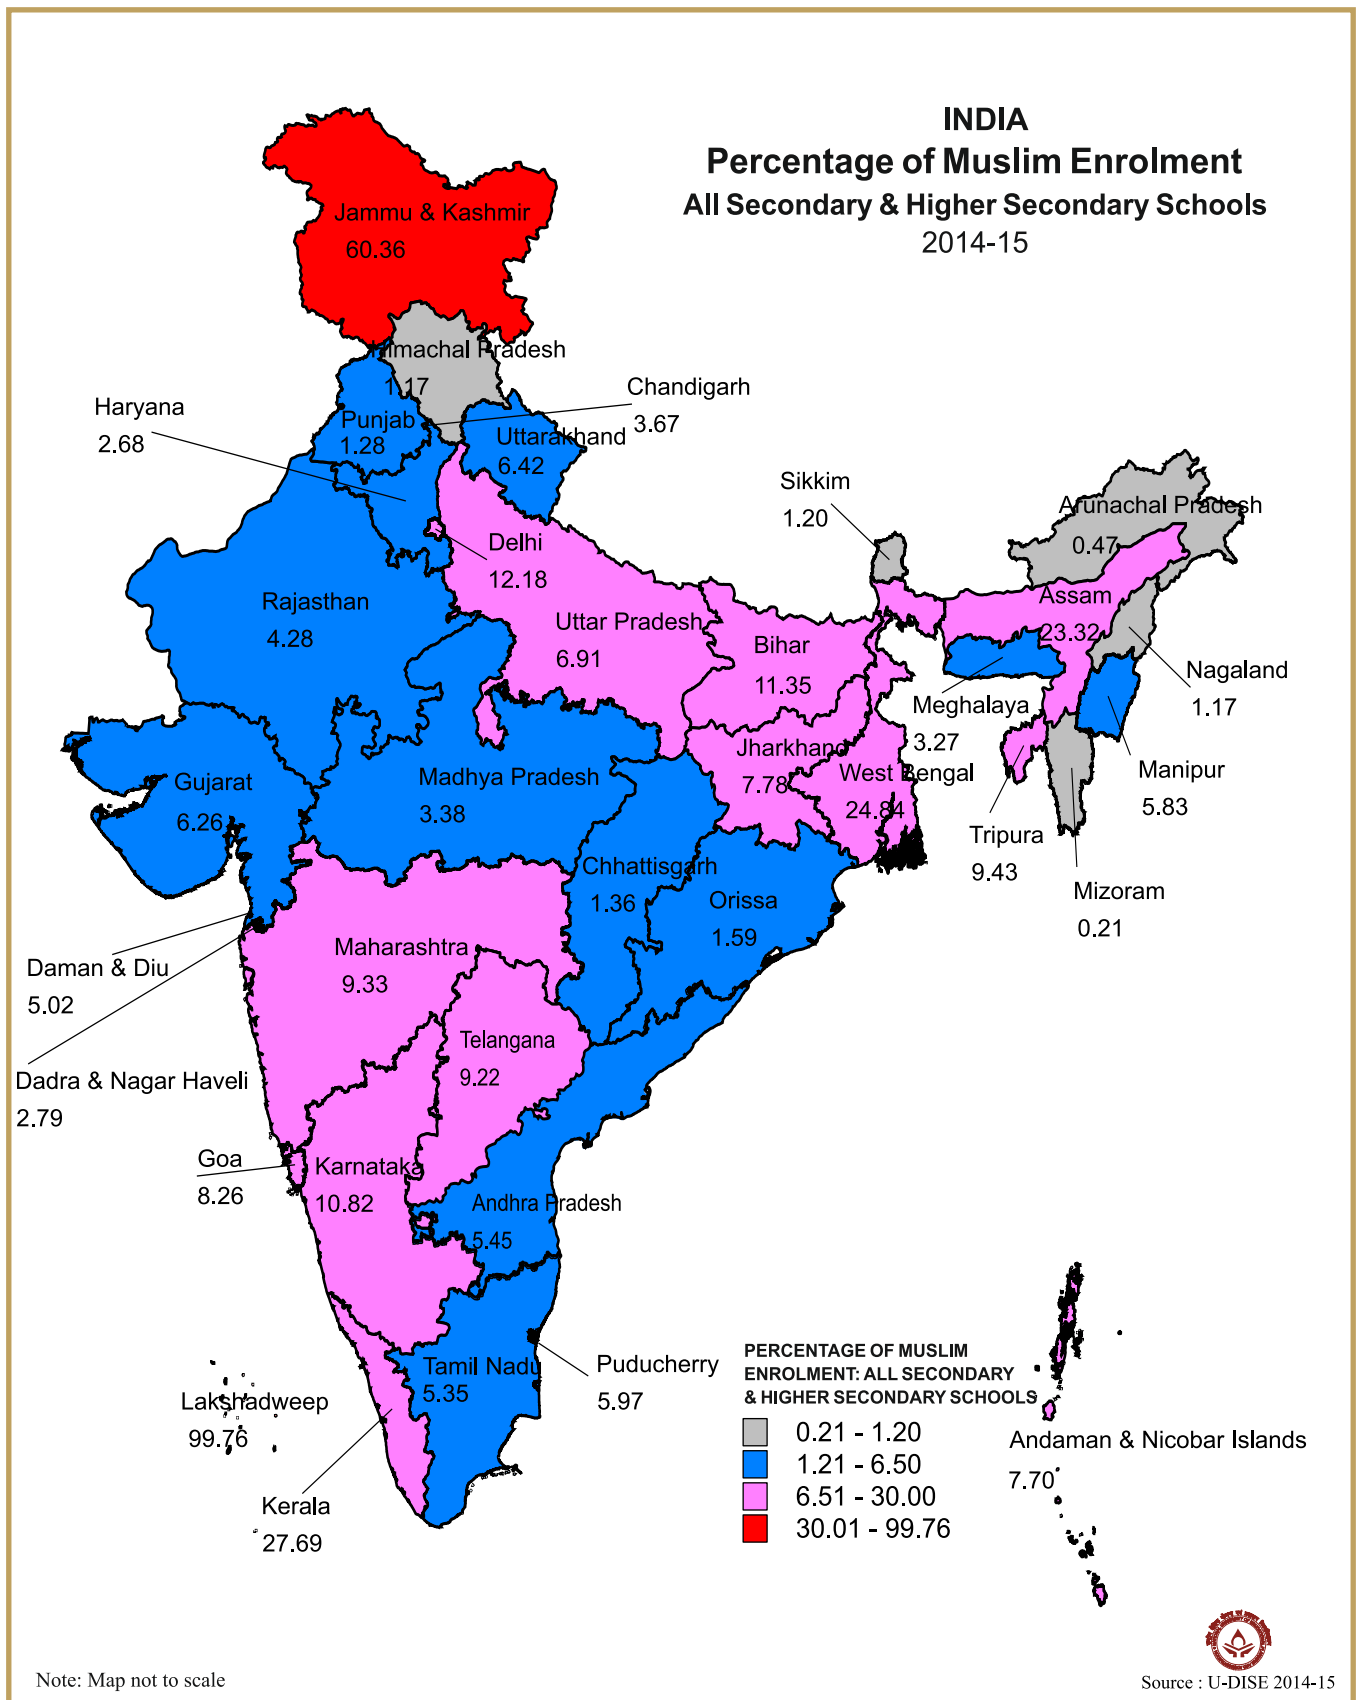 INDIA
Percentage of Muslim Enrolment
All Secondary & Higher Secondary Schools
2014-15
Jammu & Kashmir
60.36
Himachal Pradesh
1.17
Chandigarh
3.67
Haryana
2.68
Punjab
1.28
Uttarakhand
6.42
Sikkim
1.20
Arunachal Pradesh
0.47
Delhi
12.18
Rajasthan
4.28
Uttar Pradesh
6.91
Bihar
11.35
Assam
23.32
Nagaland
1.17
Meghalaya
3.27
Manipur
5.83
Jharkhand
7.78
West Bengal
24.84
Tripura
9.43
Mizoram
0.21
Gujarat
6.26
Madhya Pradesh
3.38
Chhattisgarh
1.36
Orissa
1.59
Daman & Diu
5.02
Maharashtra
9.33
Telangana
9.22
Dadra & Nagar Haveli
2.79
Goa
8.26
Karnataka
10.82
Andhra Pradesh
5.45
Tamil Nadu
5.35
Puducherry
5.97
Lakshadweep
99.76
Kerala
27.69
Andaman & Nicobar Islands
7.70
PERCENTAGE OF MUSLIM
ENROLMENT: ALL SECONDARY
& HIGHER SECONDARY SCHOOLS
0.21 - 1.20
1.21 - 6.50
6.51 - 30.00
30.01 - 99.76
Note: Map not to scale
Source : U-DISE 2014-15